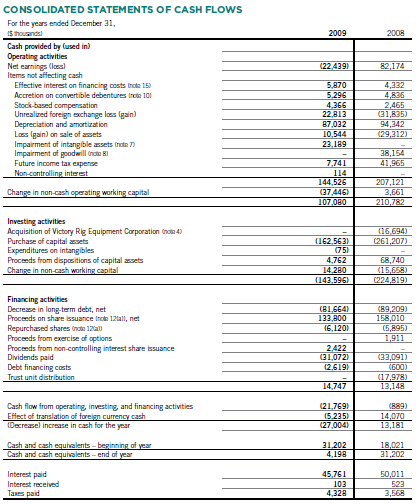 CONSOLIDATED STATEMENTS OF CASH FLOWS
For the years ended December 31,
($ thousands) 2009 2008
Cash provided by (used in)
Operating activities
Net earnings (loss) (22,439) 82,174
Items not affecting cash
Effective interest on financing costs (note 15) 5,870 4,332
Accretion on convertible debentures (note 10) 5,296 4,836
Stock-based compensation 4,366 2,465
Unrealized foreign exchange loss (gain) 22,813 (31,835)
Depreciation and amortization 87,032 94,342
Loss (gain) on sale of assets 10,544 (29,312)
Impairment of intangible assets (note 7) 23,189 –
Impairment of goodwill (note 8) – 38,154
Future income tax expense 7,741 41,965
Non-controlling interest 114 –
144,526 207,121
Change in non-cash operating working capital (37,446) 3,661
107,080 210,782
Investing activities
Acquisition of Victory Rig Equipment Corporation (note 4) – (16,694)
Purchase of capital assets (162,563) (261,207)
Expenditures on intangibles (75) –
Proceeds from dispositions of capital assets 4,762 68,740
Change in non-cash working capital 14,280 (15,658)
(143,596) (224,819)
Financing activities
Decrease in long-term debt, net (81,664) (89,209)
Proceeds on share issuance (note 12(a)), net 133,800 158,010
Repurchased shares (note 12(a)) (6,120) (5,895)
Proceeds from exercise of options – 1,911
Proceeds from non-controlling interest share issuance 2,422 –
Dividends paid (31,072) (33,091)
Debt financing costs (2,619) (600)
Trust unit distribution – (17,978)
14,747 13,148
Cash flow from operating, investing, and financing activities (21,769) (889)
Effect of translation of foreign currency cash (5,235) 14,070
(Decrease) increase in cash for the year (27,004) 13,181
Cash and cash equivalents – beginning of year 31,202 18,021
Cash and cash equivalents – end of year 4,198 31,202
Interest paid 45,761 50,011
Interest received 103 523
Taxes paid 4,328 3,568